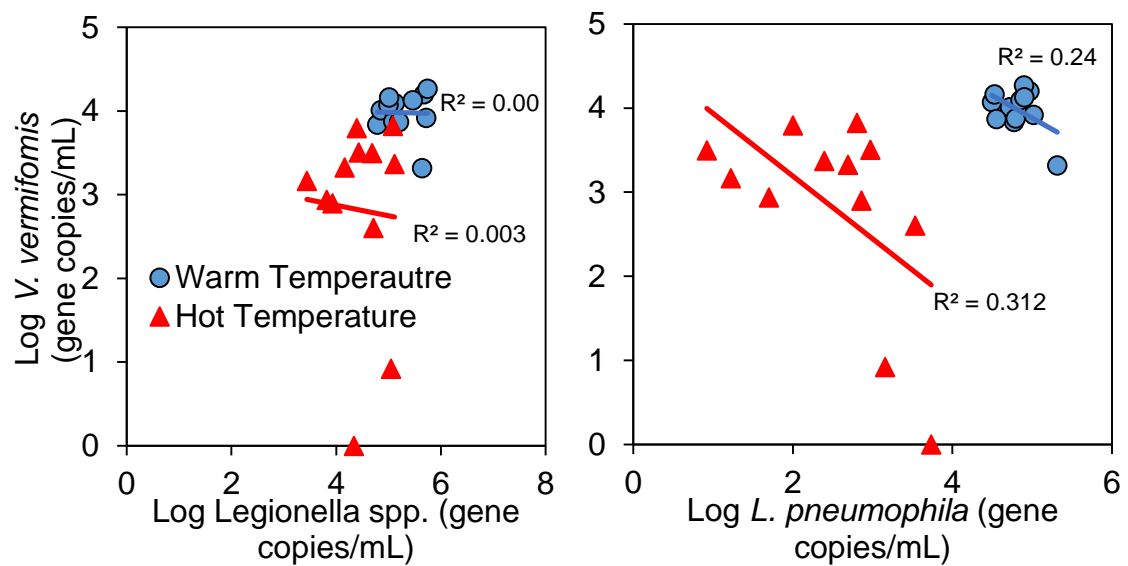 Log V. vermifomis
(gene copies/mL)
5
4
3
2
1
0
R² = 0.00
R² = 0.003
Warm Temperautre
Hot Temperature
0 2 4 6 8
Log Legionella spp. (gene
copies/mL)
5
4
3
2
1
0
R² = 0.24
R² = 0.312
0 2 4 6
Log L. pneumophila (gene
copies/mL)